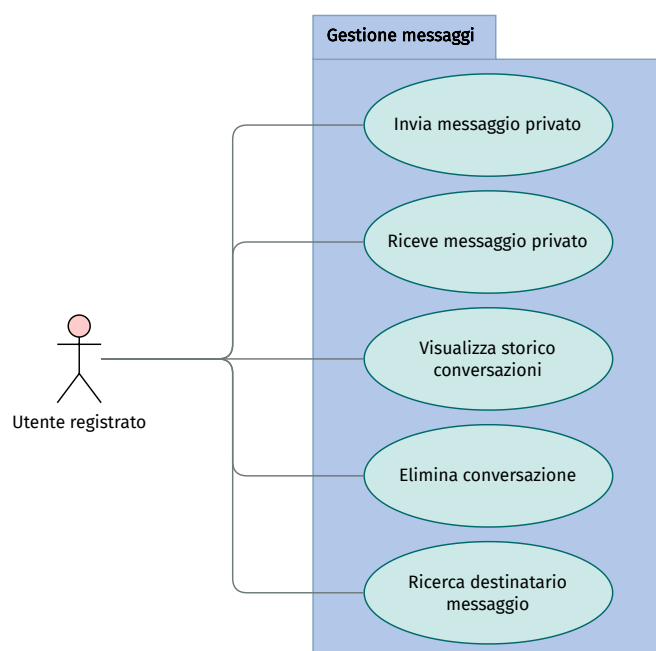 Gestione messaggi
Invia messaggio privato
Riceve messaggio privato
Visualizza storico
conversazioni
Utente registrato
Elimina conversazione
Ricerca destinatario
messaggio